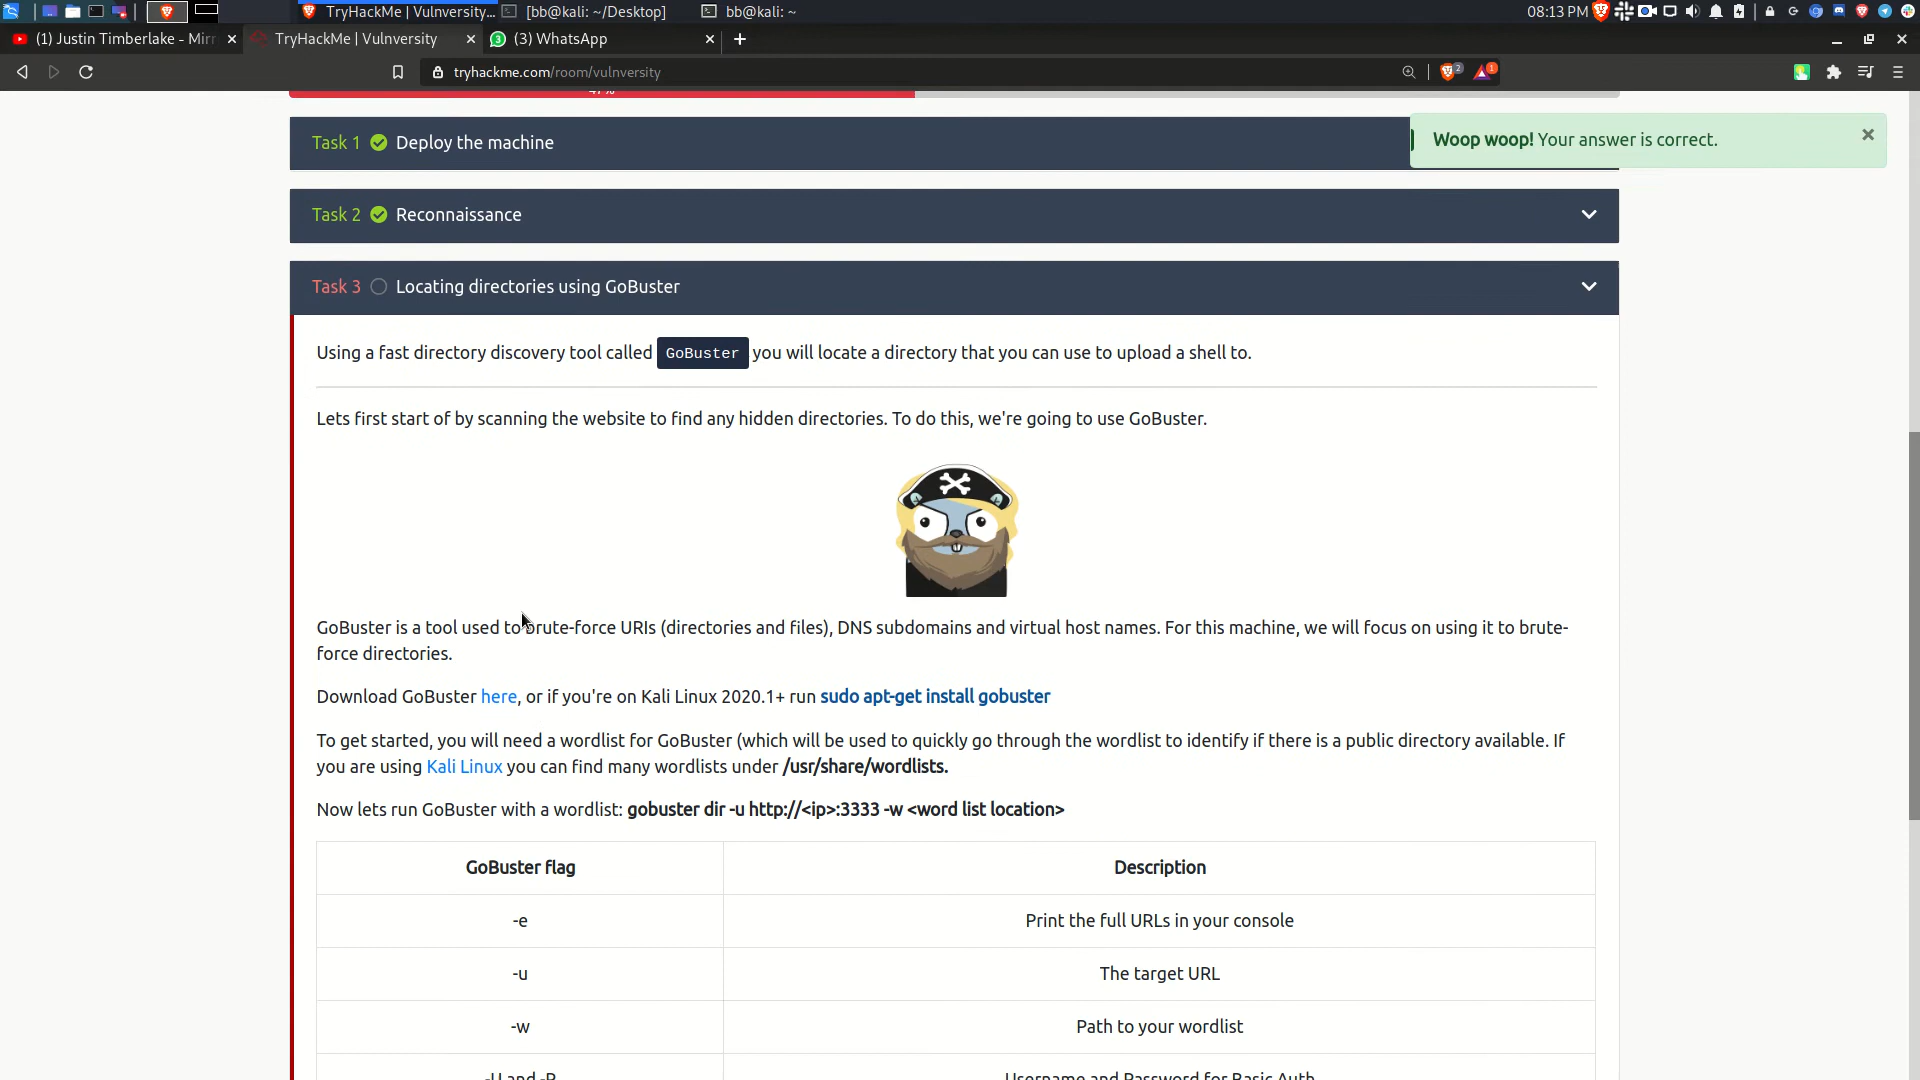 TryHackMe | Vulnversity...
[bb@kali: ~/Desktop]
bb@kali: ~
08:13 PM
(1) Justin Timberlake - Mirr
TryHackMe | Vulnversity
(3) WhatsApp
tryhackme.com/room/vulnversity
2
1
47%
Task 1 Deploy the machine
Woop woop! Your answer is correct.
Task 2 Reconnaissance
Task 3 Locating directories using GoBuster
Using a fast directory discovery tool called GoBuster you will locate a directory that you can use to upload a shell to.
Lets first start of by scanning the website to find any hidden directories. To do this, we're going to use GoBuster.
GoBuster is a tool used to brute-force URIs (directories and files), DNS subdomains and virtual host names. For this machine, we will focus on using it to brute-
force directories.
Download GoBuster here, or if you're on Kali Linux 2020.1+ run sudo apt-get install gobuster
To get started, you will need a wordlist for GoBuster (which will be used to quickly go through the wordlist to identify if there is a public directory available. If
you are using Kali Linux you can find many wordlists under /usr/share/wordlists.
Now lets run GoBuster with a wordlist: gobuster dir -u http://<ip>:3333 -w <word list location>
GoBuster flag Description
-e Print the full URLs in your console
-u The target URL
-w Path to your wordlist
-U and -P Username and Password for Basic Auth